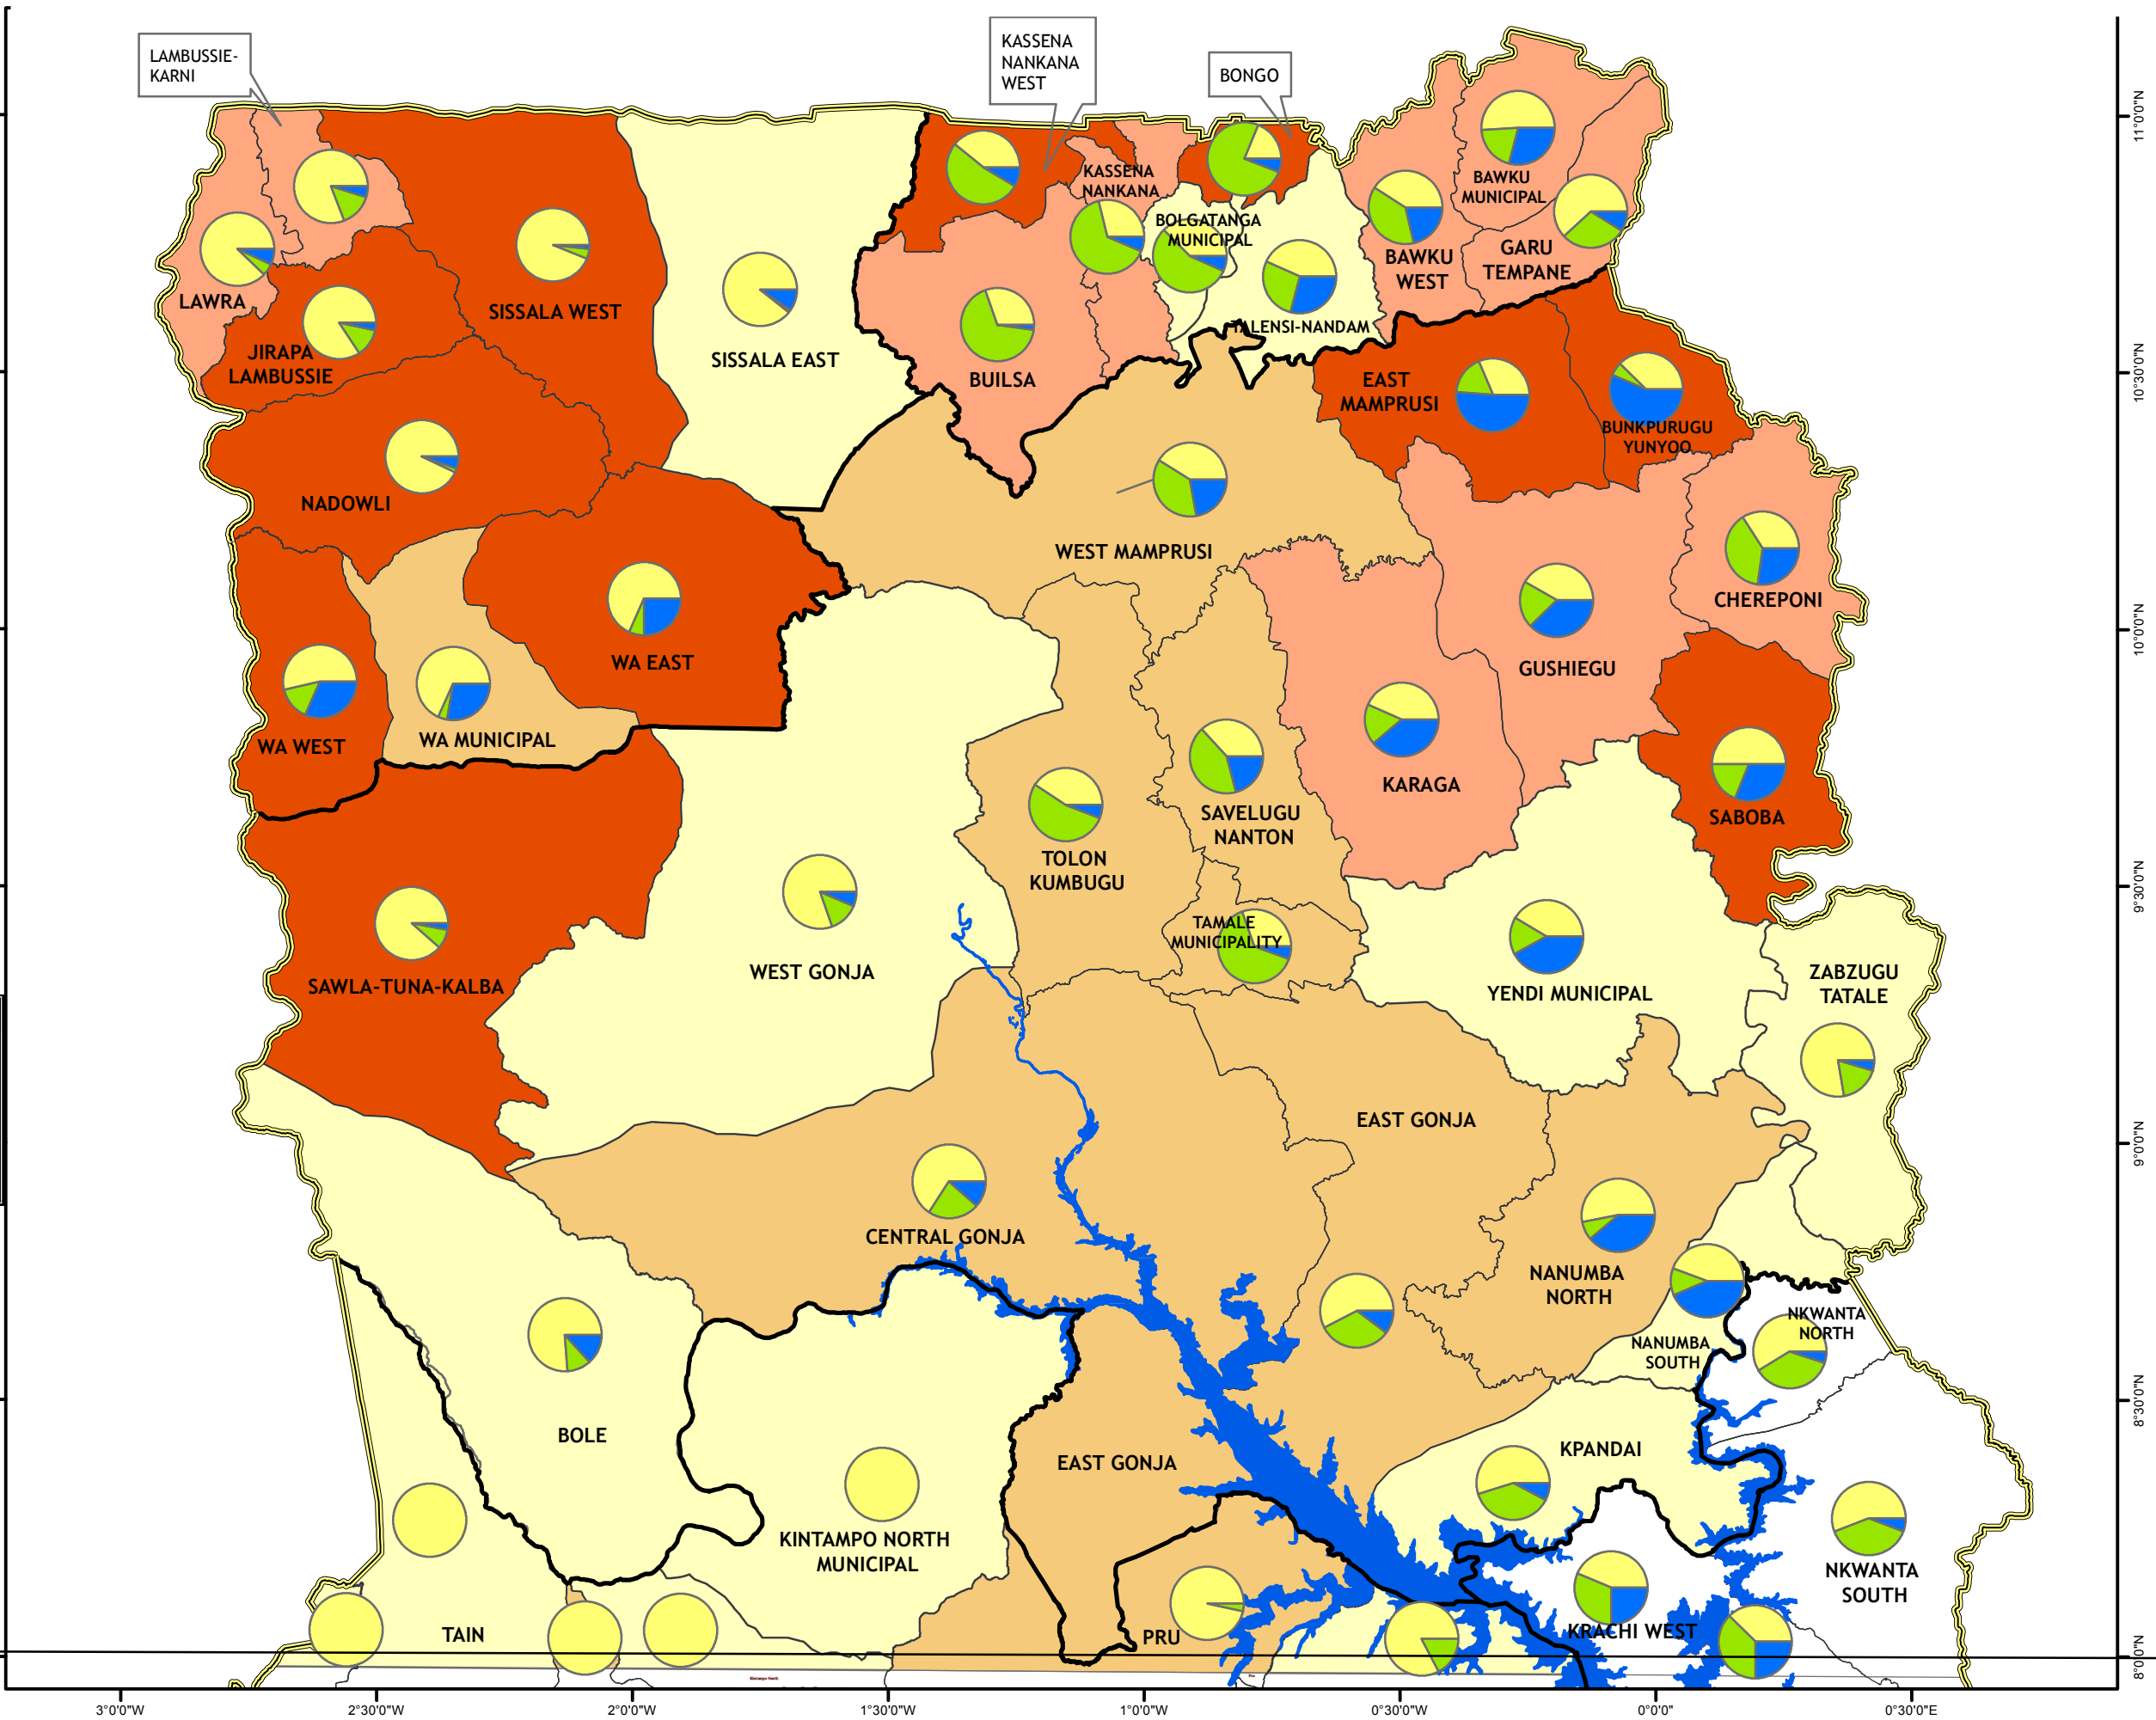 LAMBUSSIE-
KARNI
KASSENA
NANKANA
WEST
BONGO
KASSENA
NANKANA
BOLGATANGA
MUNICIPAL
BAWKU
MUNICIPAL
BAWKU
WEST
GARU
TEMPANE
LAWRA
SISSALA WEST
SISSALA EAST
TALENSI-NANDAM
JIRAPA
LAMBUSSIE
BUILSA
EAST
MAMPRUSI
BUNKPURUGU
YUNYOO
NADOWLI
WEST MAMPRUSI
CHEREPONI
WA EAST
GUSHIEGU
WA WEST
WA MUNICIPAL
KARAGA
SAVELUGU
NANTON
SABOBA
TOLON
KUMBUGU
TAMALE
MUNICIPALITY
WEST GONJA
SAWLA-TUNA-KALBA
YENDI MUNICIPAL
ZABZUGU
TATALE
EAST GONJA
CENTRAL GONJA
NANUMBA
NORTH
NKWANTA
NORTH
NANUMBA
SOUTH
BOLE
EAST GONJA
KPANDAI
KINTAMPO NORTH
MUNICIPAL
NKWANTA
SOUTH
TAIN
PRU
KRACHI WEST
11°0'0"N
10°30'0"N
10°0'0"N
9°30'0"N
9°0'0"N
8°30'0"N
8°0'0"N
3°0'0"W
2°30'0"W
2°0'0"W
1°30'0"W
1°0'0"W
0°30'0"W
0°0'0"
0°30'0"E